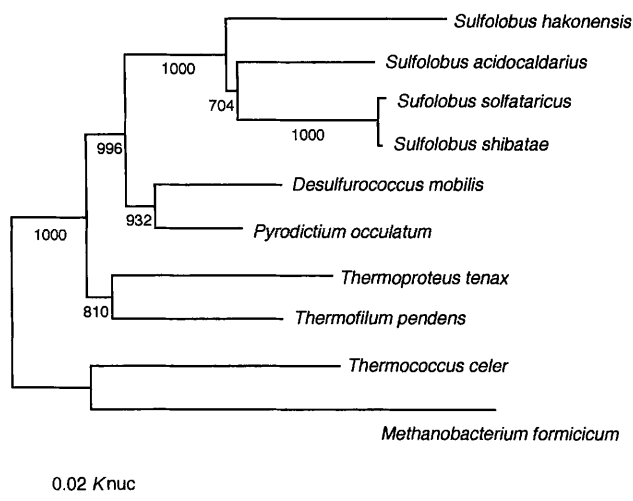 Sulfolobus hakonensis
1000
Sulfolobus acidocaldarius
704
Sufolobus solfataricus
1000
Sulfolobus shibatae
996
Desulfurococcus mobilis
932
Pyrodictium occulatum
1000
Thermoproteus tenax
810
Thermofilum pendens
Thermococcus celer
Methanobacterium formicicum
0.02 Knuc